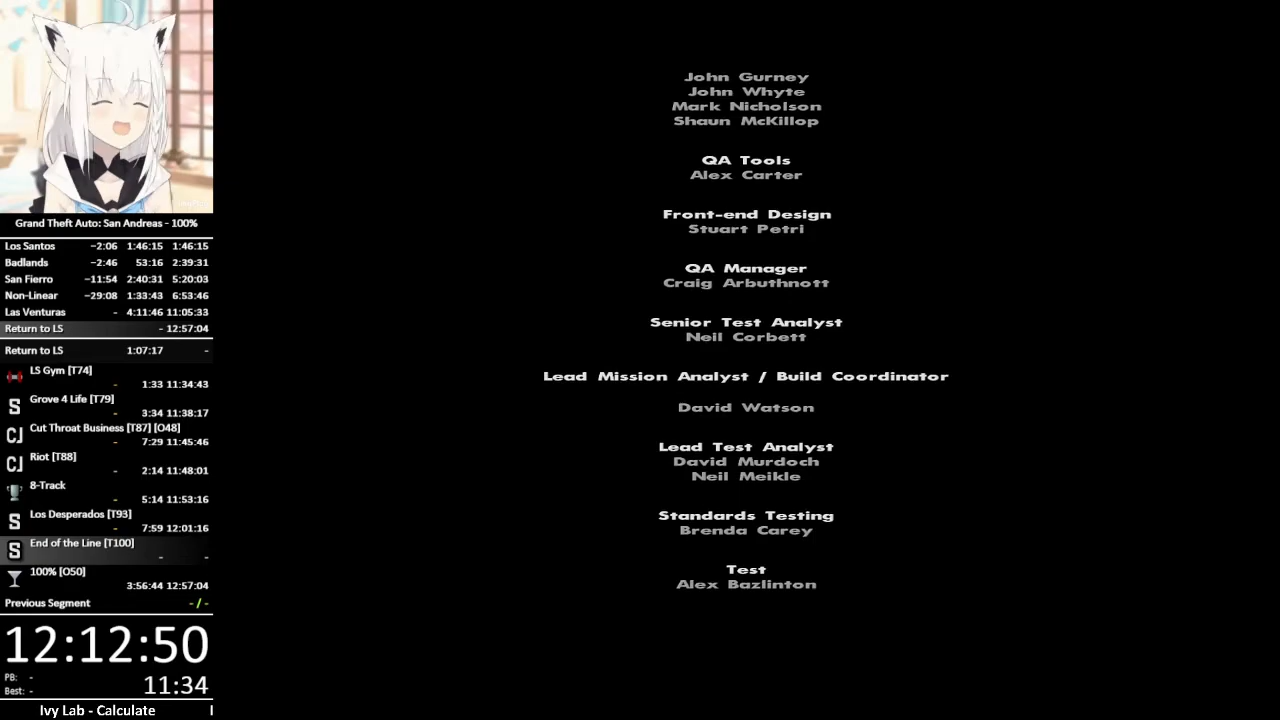 John Gurney
John Whyte
Mark Nicholson
Shaun McKillop
QA Tools
Alex Carter
Front-end Design
Stuart Petri
QA Manager
Craig Arbuthnott
Senior Test Analyst
Neil Corbett
Lead Mission Analyst / Build Coordinator
David Watson
Lead Test Analyst
David Murdoch
Neil Meikle
Standards Testing
Brenda Carey
Test
Alex Bazlinton
Grand Theft Auto: San Andreas - 100%
Los Santos −2:06 1:46:15 1:46:15
Badlands −2:46 53:16 2:39:31
San Fierro −11:54 2:40:31 5:20:03
Non-Linear −29:08 1:33:43 6:53:46
Las Venturas - 4:11:46 11:05:33
Return to LS - 12:57:04
Return to LS 1:07:17 -
LS Gym [T74]
- 1:33 11:34:43
Grove 4 Life [T79]
- 3:34 11:38:17
Cut Throat Business [T87] [O48]
- 7:29 11:45:46
Riot [T88]
- 2:14 11:48:01
8-Track
- 5:14 11:53:16
Los Desperados [T93]
- 7:59 12:01:16
End of the Line [T100]
- -
100% [O50]
3:56:44 12:57:04
Previous Segment - / -
12:12:50
PB: -
Best: -
11:34
Ivy Lab - Calculate